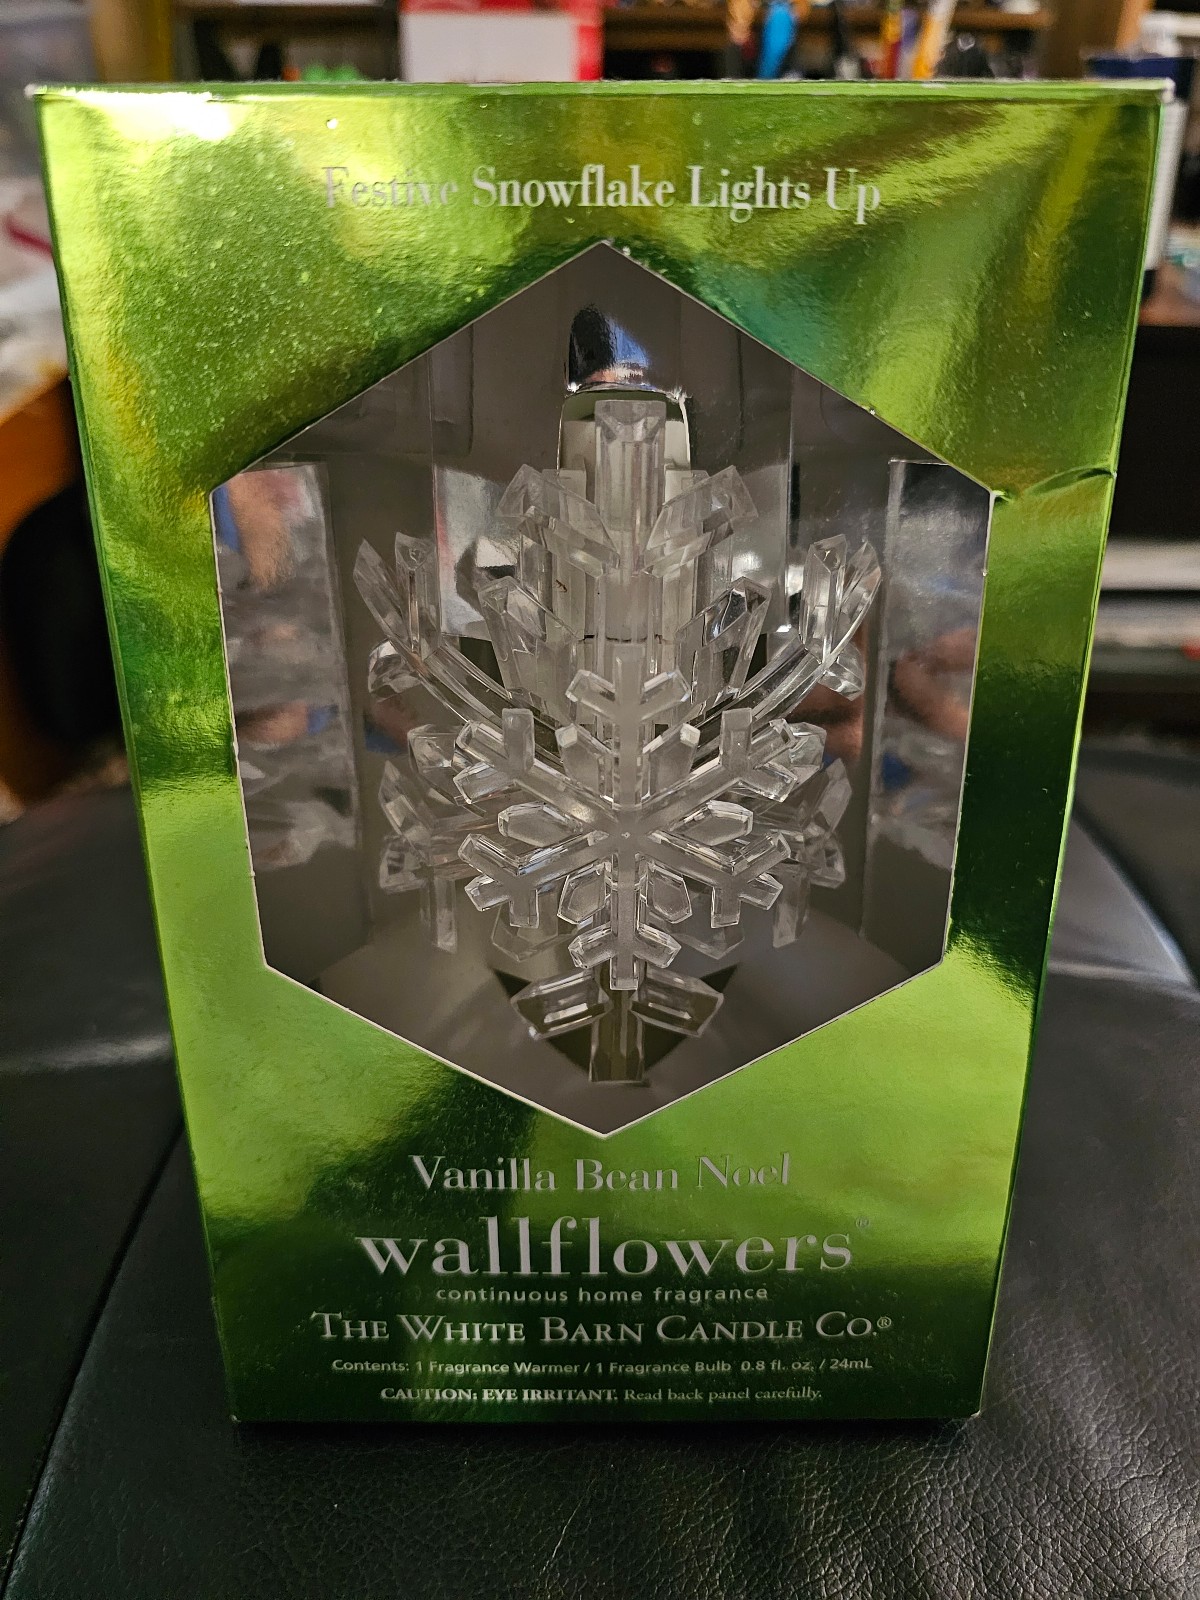 Festive Snowflake Lights Up
Vanilla Bean Noel
wallflowers®
continuous home fragrance
THE WHITE BARN CANDLE CO.®
Contents: 1 Fragrance Warmer / 1 Fragrance Bulb 0.8 fl. oz. / 24mL
CAUTION: EYE IRRITANT. Read back panel carefully.